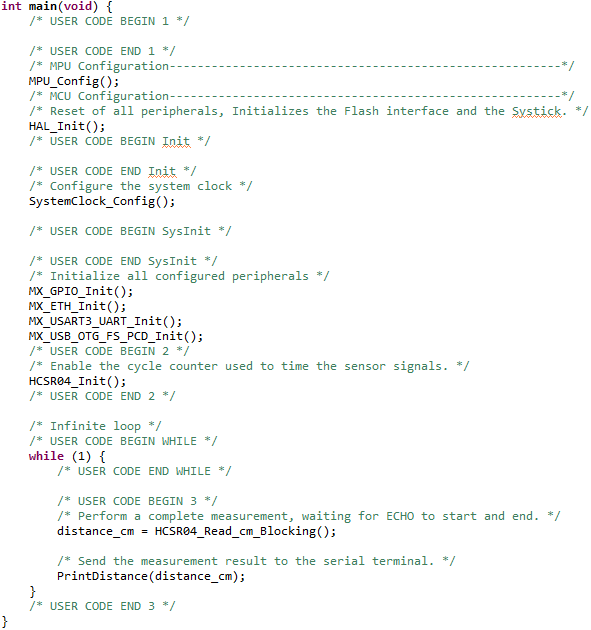 int main(void) {
/* USER CODE BEGIN 1 */
/* USER CODE END 1 */
/* MPU Configuration--------------------------------------------------------*/
MPU_Config();
/* MCU Configuration--------------------------------------------------------*/
/* Reset of all peripherals, Initializes the Flash interface and the Systick. */
HAL_Init();
/* USER CODE BEGIN Init */
/* USER CODE END Init */
/* Configure the system clock */
SystemClock_Config();
/* USER CODE BEGIN SysInit */
/* USER CODE END SysInit */
/* Initialize all configured peripherals */
MX_GPIO_Init();
MX_ETH_Init();
MX_USART3_UART_Init();
MX_USB_OTG_FS_PCD_Init();
/* USER CODE BEGIN 2 */
/* Enable the cycle counter used to time the sensor signals. */
HCSR04_Init();
/* USER CODE END 2 */
/* Infinite loop */
/* USER CODE BEGIN WHILE */
while (1) {
/* USER CODE END WHILE */
/* USER CODE BEGIN 3 */
/* Perform a complete measurement, waiting for ECHO to start and end. */
distance_cm = HCSR04_Read_cm_Blocking();
/* Send the measurement result to the serial terminal. */
PrintDistance(distance_cm);
}
/* USER CODE END 3 */
}